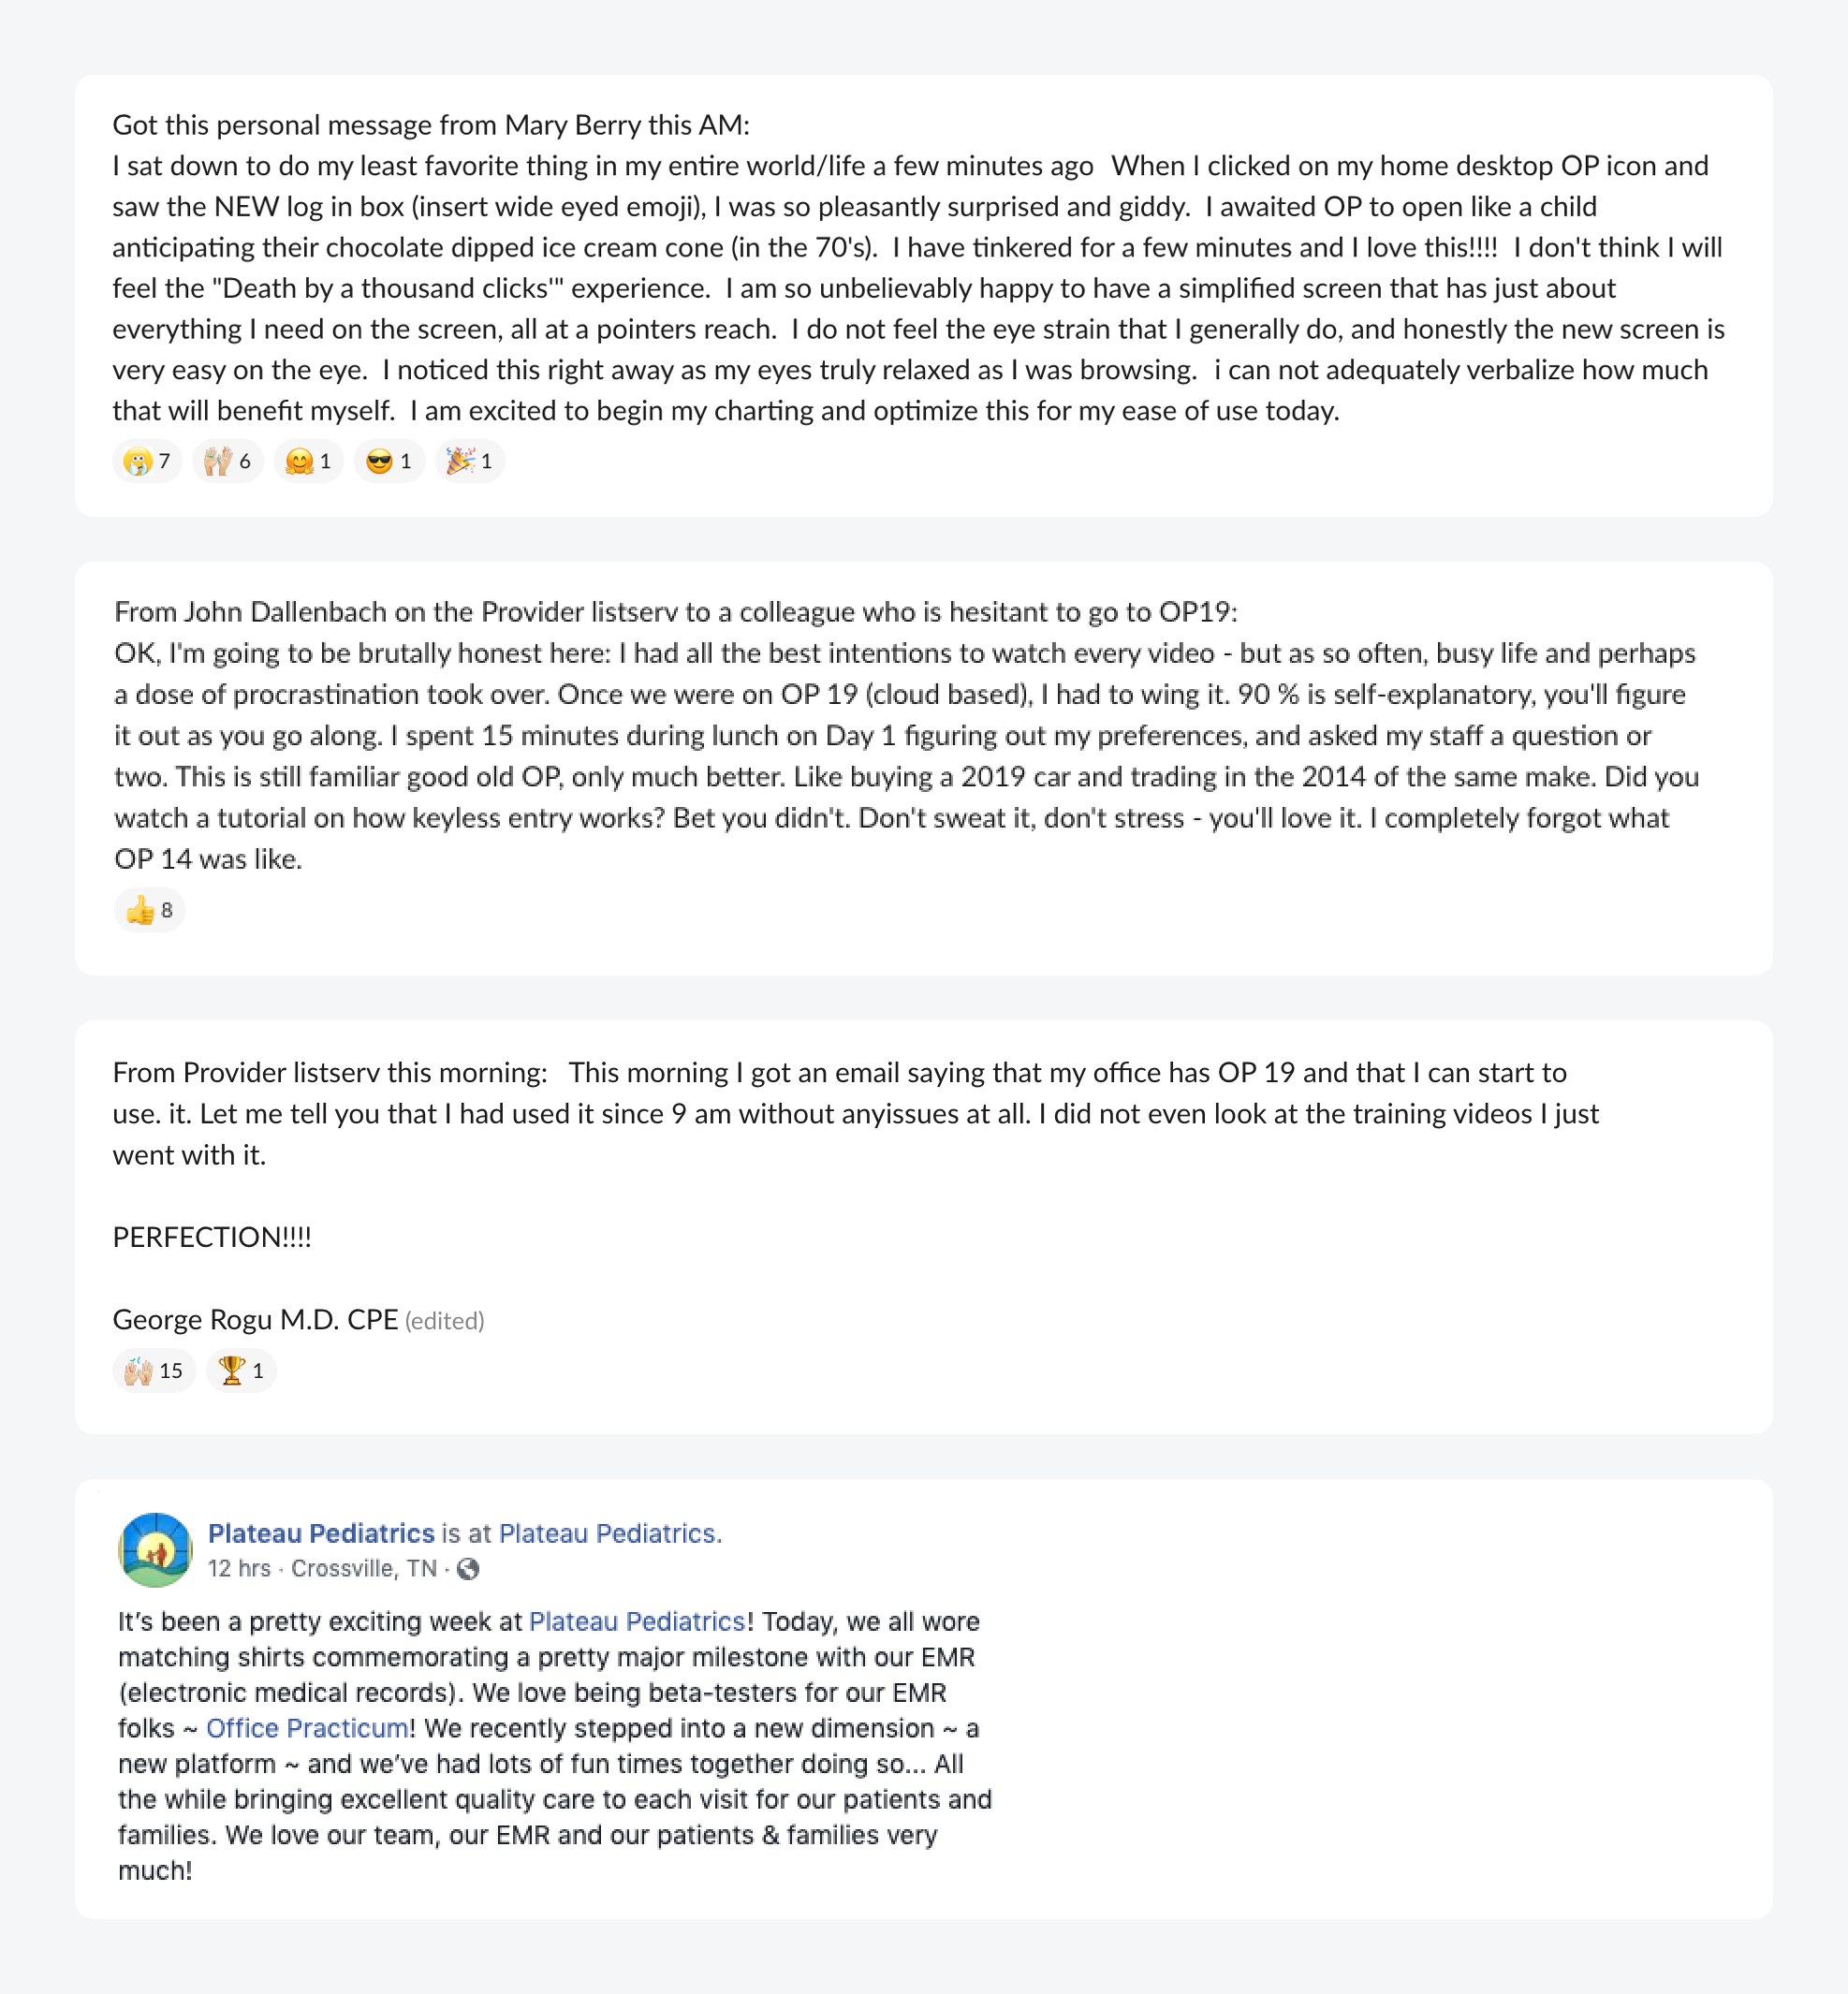 Got this personal message from Mary Berry this AM:
I sat down to do my least favorite thing in my entire world/life a few minutes ago  When I clicked on my home desktop OP icon and
saw the NEW log in box (insert wide eyed emoji), I was so pleasantly surprised and giddy.  I awaited OP to open like a child
anticipating their chocolate dipped ice cream cone (in the 70's).  I have tinkered for a few minutes and I love this!!!!  I don't think I will
feel the "Death by a thousand clicks'" experience.  I am so unbelievably happy to have a simplified screen that has just about
everything I need on the screen, all at a pointers reach.  I do not feel the eye strain that I generally do, and honestly the new screen is
very easy on the eye.  I noticed this right away as my eyes truly relaxed as I was browsing.  i can not adequately verbalize how much
that will benefit myself.  I am excited to begin my charting and optimize this for my ease of use today.
7 6 1 1 1
From John Dallenbach on the Provider listserv to a colleague who is hesitant to go to OP19:
OK, I'm going to be brutally honest here: I had all the best intentions to watch every video - but as so often, busy life and perhaps
a dose of procrastination took over. Once we were on OP 19 (cloud based), I had to wing it. 90 % is self-explanatory, you'll figure
it out as you go along. I spent 15 minutes during lunch on Day 1 figuring out my preferences, and asked my staff a question or
two. This is still familiar good old OP, only much better. Like buying a 2019 car and trading in the 2014 of the same make. Did you
watch a tutorial on how keyless entry works? Bet you didn't. Don't sweat it, don't stress - you'll love it. I completely forgot what
OP 14 was like.
8
From Provider listserv this morning:   This morning I got an email saying that my office has OP 19 and that I can start to
use. it. Let me tell you that I had used it since 9 am without anyissues at all. I did not even look at the training videos I just
went with it.
PERFECTION!!!!
George Rogu M.D. CPE (edited)
15 1
Plateau Pediatrics is at Plateau Pediatrics.
12 hrs · Crossville, TN ·
It's been a pretty exciting week at Plateau Pediatrics! Today, we all wore
matching shirts commemorating a pretty major milestone with our EMR
(electronic medical records). We love being beta-testers for our EMR
folks ~ Office Practicum! We recently stepped into a new dimension ~ a
new platform ~ and we've had lots of fun times together doing so... All
the while bringing excellent quality care to each visit for our patients and
families. We love our team, our EMR and our patients & families very
much!